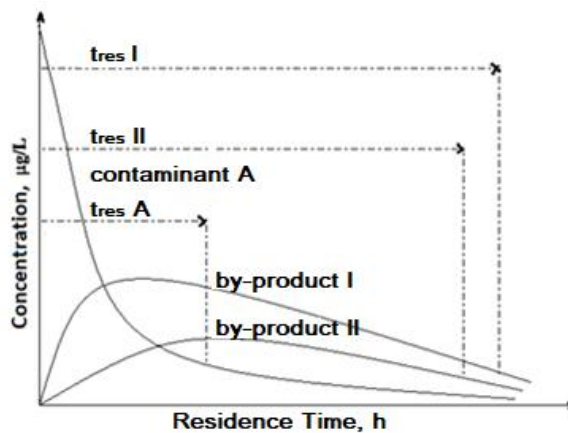 tres I
tres II
contaminant A
tres A
by-product I
by-product II
Concentration, µg/L
Residence Time, h